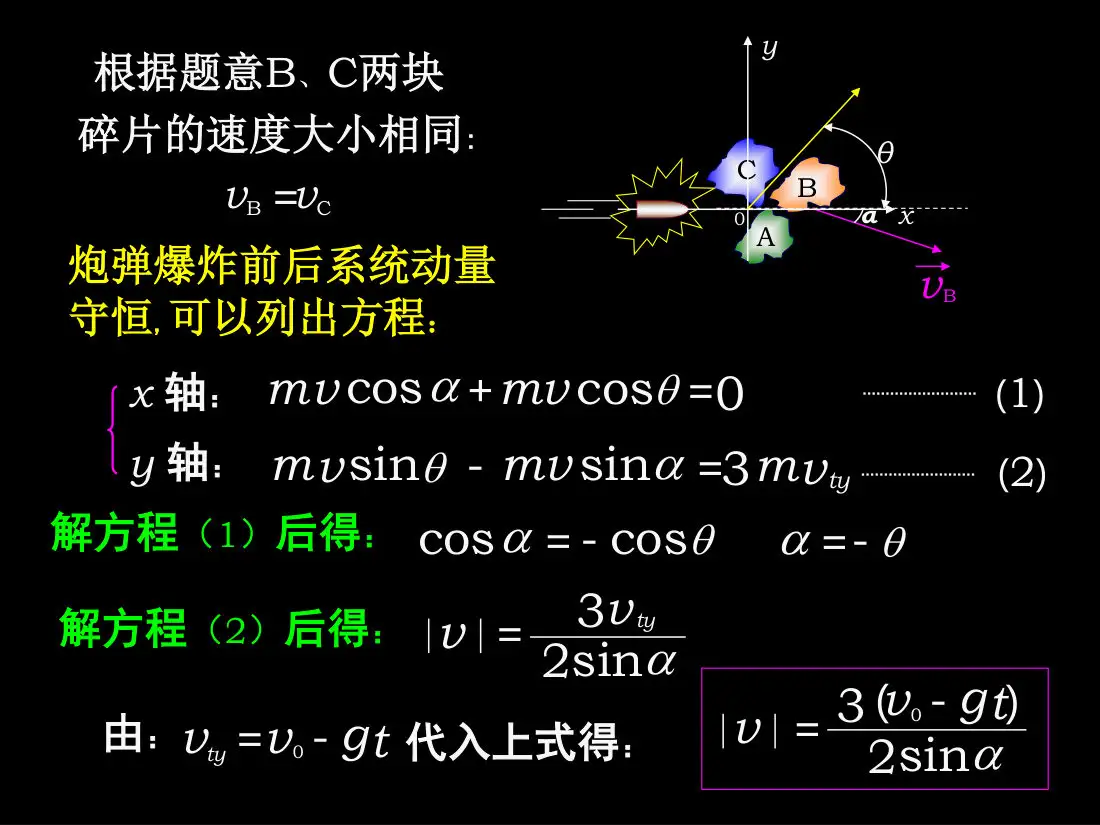 根据题意B、C两块
碎片的速度大小相同:
υB =υC
炮弹爆炸前后系统动量
守恒,可以列出方程:
y
C
B
θ
0
A
α
x
υB
x 轴: mυcosα+mυcosθ=0 (1)
y 轴: mυsinθ - mυsinα=3mυty (2)
解方程（1）后得: cosα=-cosθ α=-θ
解方程（2）后得: |υ|=3υty/2sinα
由: υty=υ0-gt 代入上式得: |υ|=3(υ0-gt)/2sinα